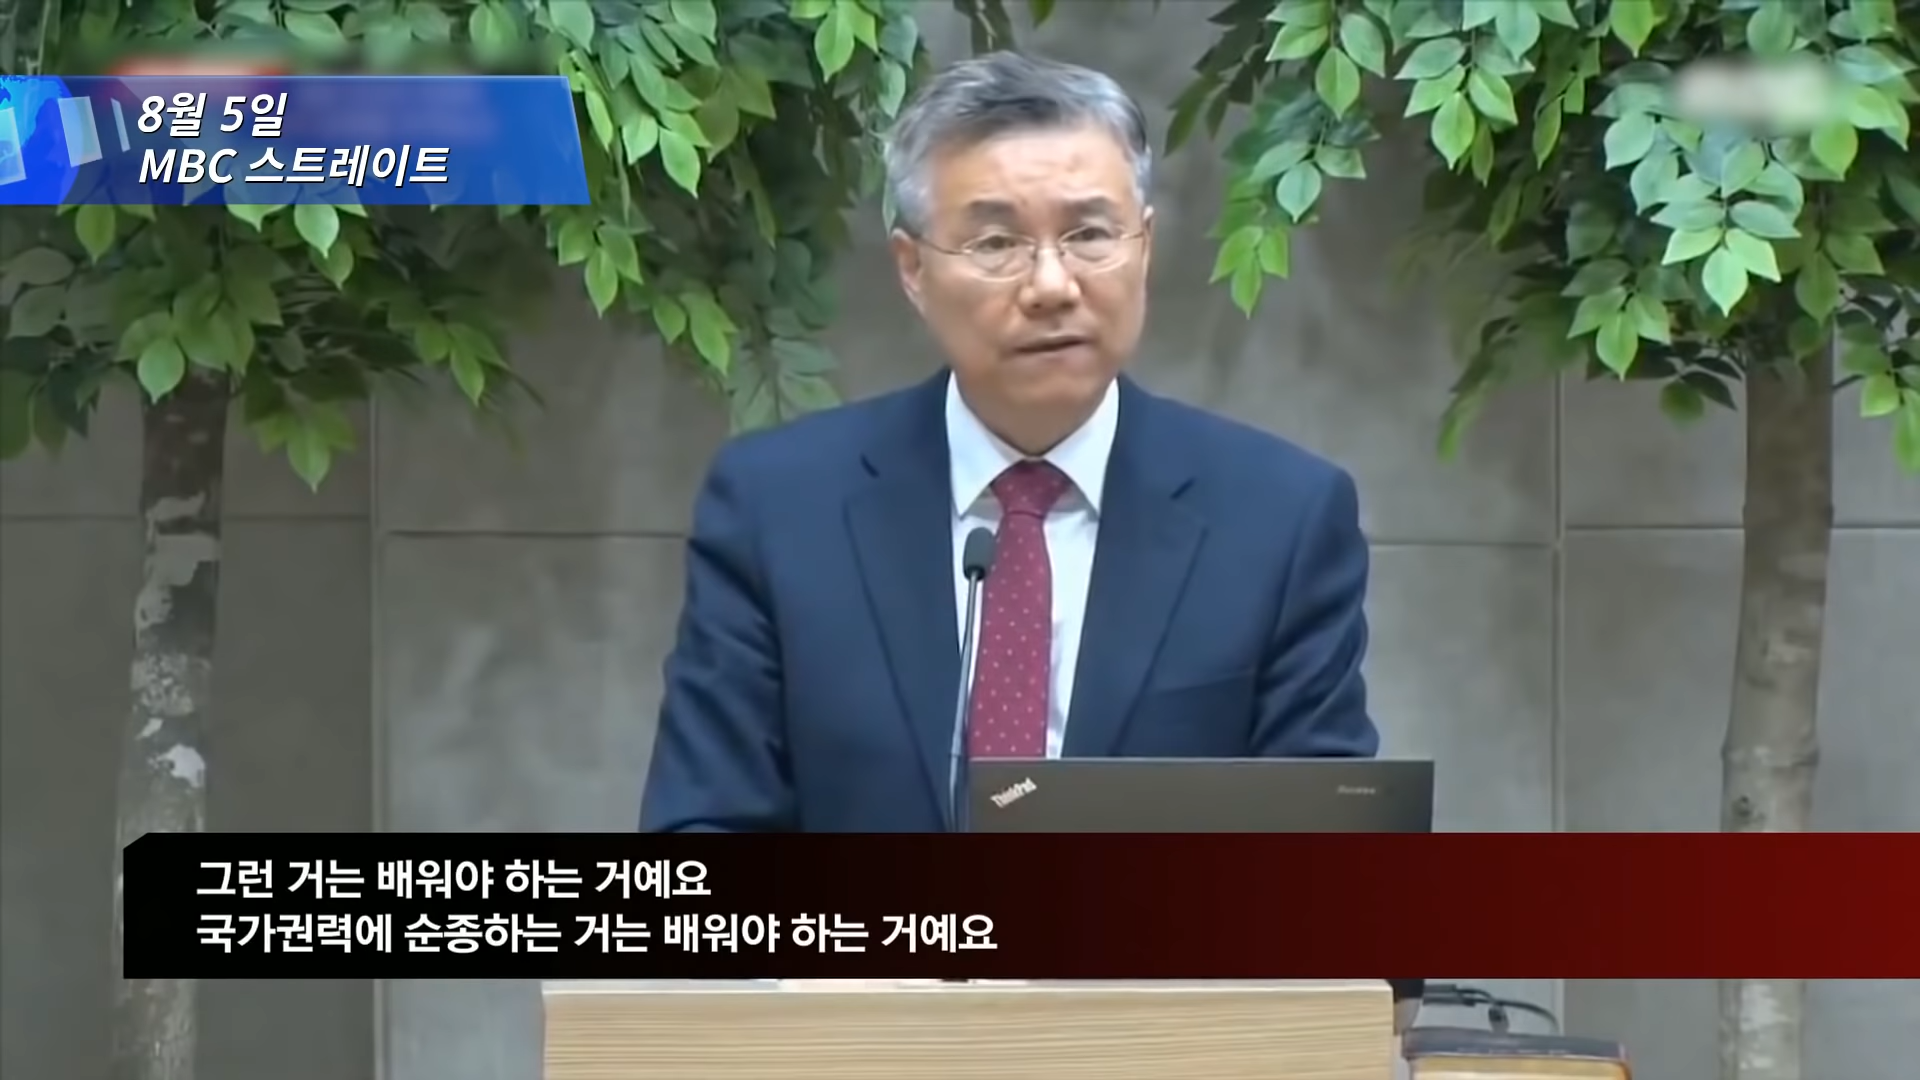 8월 5일
MBC 스트레이트
ThinkPad
그런 거는 배워야 하는 거예요
국가권력에 순종하는 거는 배워야 하는 거예요